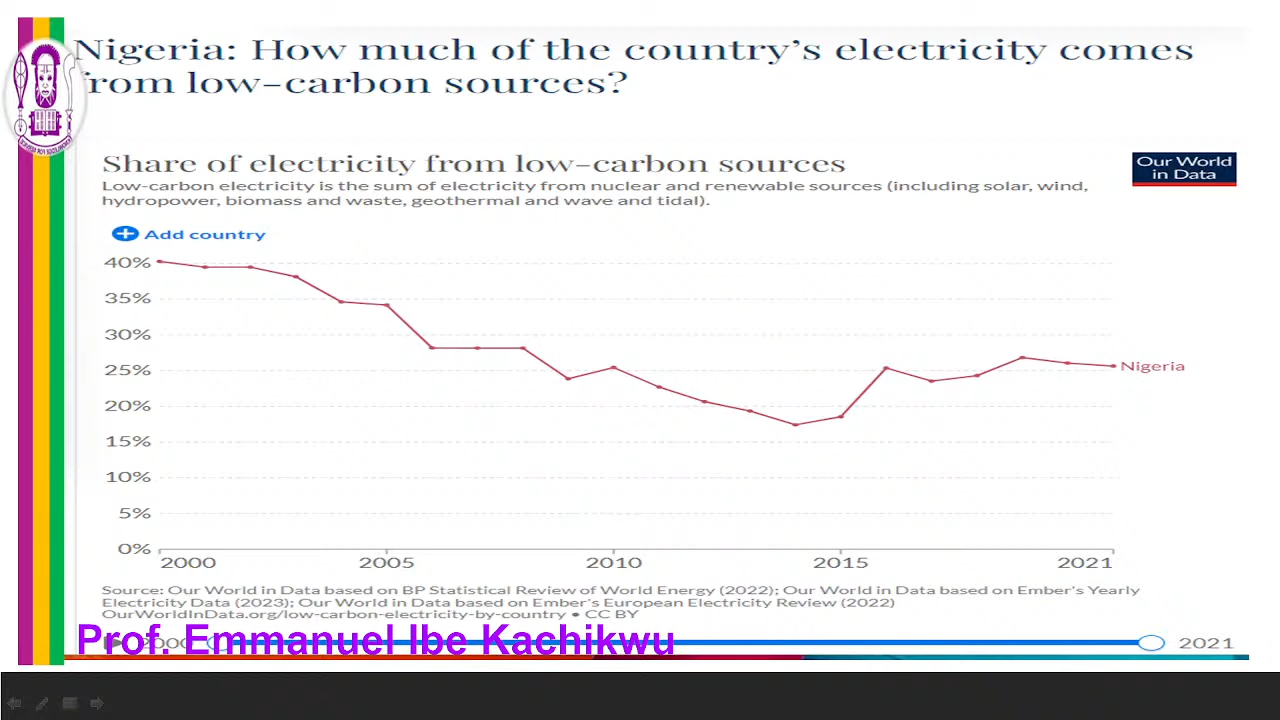 Nigeria: How much of the country's electricity comes
from low-carbon sources?
Share of electricity from low-carbon sources
Our World
in Data
Low-carbon electricity is the sum of electricity from nuclear and renewable sources (including solar, wind,
hydropower, biomass and waste, geothermal and wave and tidal).
Add country
40%
35%
30%
25%
20%
15%
10%
5%
0%
Nigeria
2000
2005
2010
2015
2021
Source: Our World in Data based on BP Statistical Review of World Energy (2022); Our World in Data based on Ember's Yearly
Electricity Data (2023); Our World in Data based on Ember's European Electricity Review (2022)
OurWorldInData.org/low-carbon-electricity-by-country • CC BY
Prof. Emmanuel Ibe Kachikwu
2000
2021